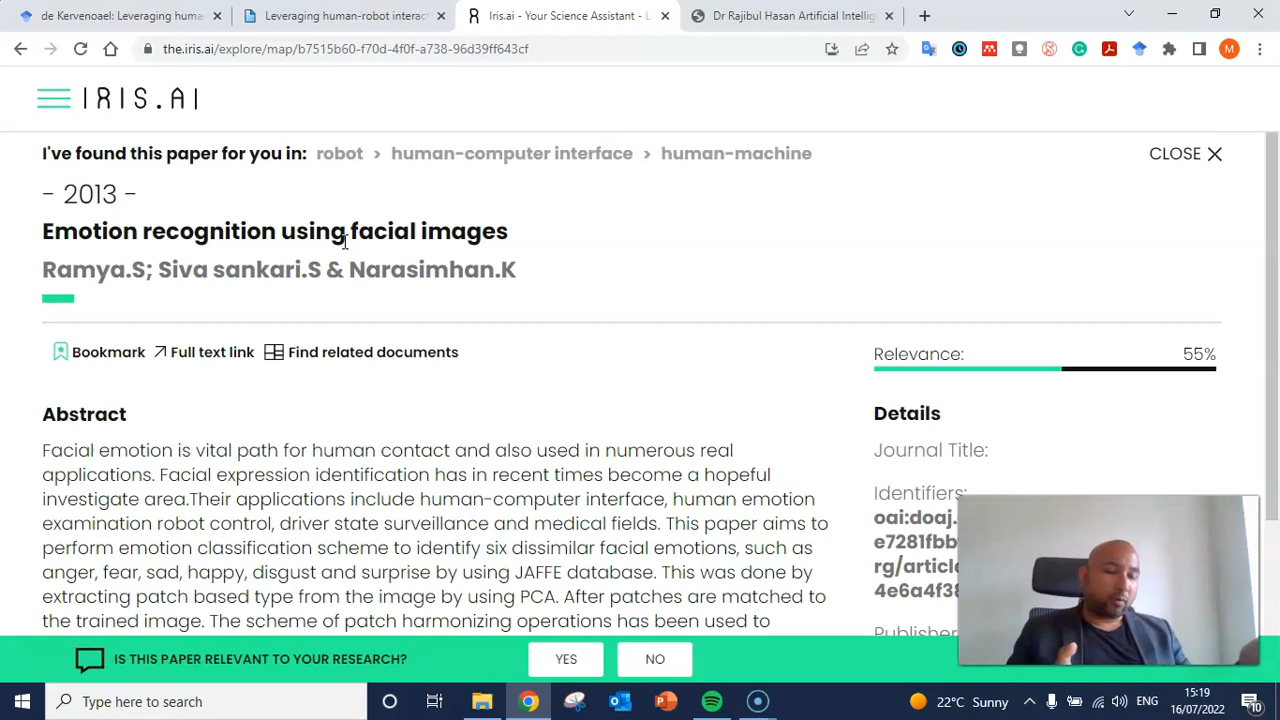 de Kervenoael: Leveraging human
Leveraging human-robot interac
Iris.ai - Your Science Assistant - L
Dr Rajibul Hasan Artificial Intellig
the.iris.ai/explore/map/b7515b60-f70d-4f0f-a738-96d39ff643cf
M
IRIS.AI
I've found this paper for you in: robot > human-computer interface > human-machine
CLOSE
- 2013 -
Emotion recognition using facial images
Ramya.S; Siva sankari.S & Narasimhan.K
Bookmark Full text link Find related documents
Relevance: 55%
Abstract
Facial emotion is vital path for human contact and also used in numerous real
applications. Facial expression identification has in recent times become a hopeful
investigate area.Their applications include human-computer interface, human emotion
examination robot control, driver state surveillance and medical fields. This paper aims to
perform emotion classification scheme to identify six dissimilar facial emotions, such as
anger, fear, sad, happy, disgust and surprise by using JAFFE database. This was done by
extracting patch based type from the image by using PCA. After patches are matched to
the trained image. The scheme of patch harmonizing operations has been used to
Details
Journal Title:
Identifiers:
oai:doaj.
e7281fbb
rg/article
4e6a4f38
Publisher
IS THIS PAPER RELEVANT TO YOUR RESEARCH?
YES
NO
Type here to search
22°C Sunny
ENG
15:19
16/07/2022
10